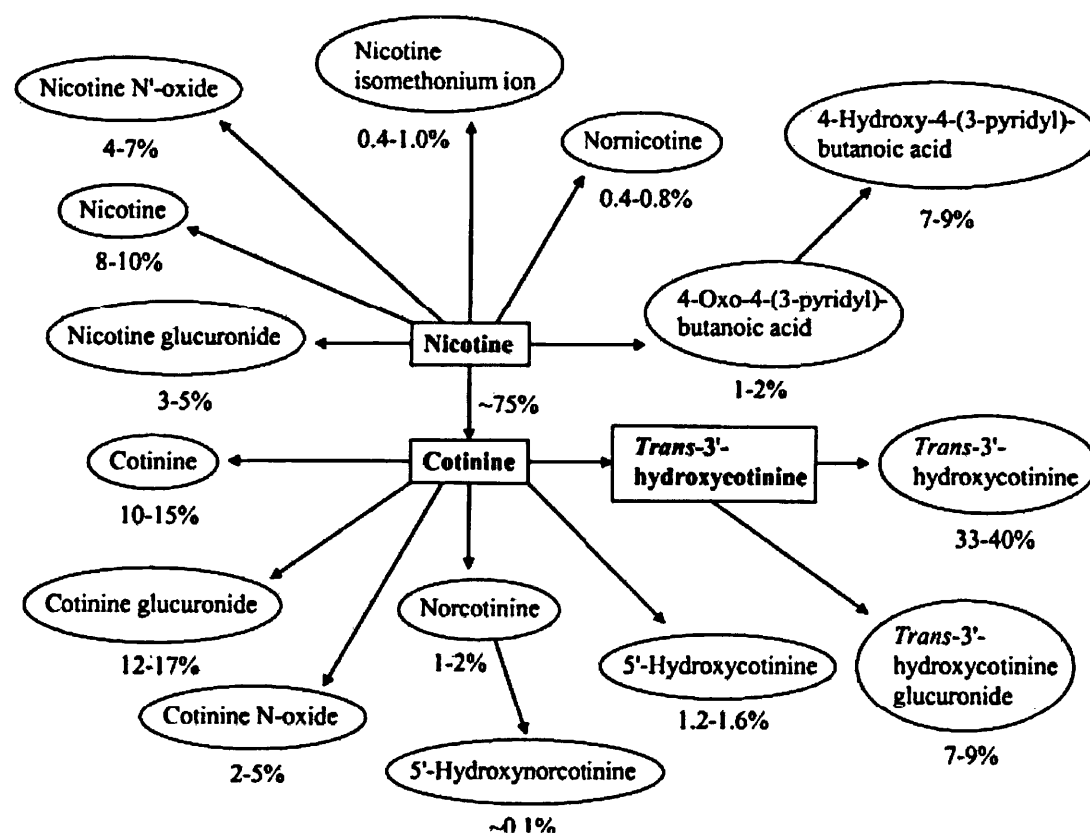 Nicotine
isomethonium ion
0.4-1.0%
Nicotine N'-oxide
4-7%
Nornicotine
0.4-0.8%
4-Hydroxy-4-(3-pyridyl)-
butanoic acid
7-9%
Nicotine
8-10%
4-Oxo-4-(3-pyridyl)-
butanoic acid
1-2%
Nicotine glucuronide
3-5%
Nicotine
~75%
Cotinine
10-15%
Cotinine
Trans-3'-
hydroxycotinine
Trans-3'-
hydroxycotinine
33-40%
Cotinine glucuronide
12-17%
Norcotinine
1-2%
5'-Hydroxycotinine
1.2-1.6%
Trans-3'-
hydroxycotinine
glucuronide
7-9%
Cotinine N-oxide
2-5%
5'-Hydroxynorcotinine
~0.1%